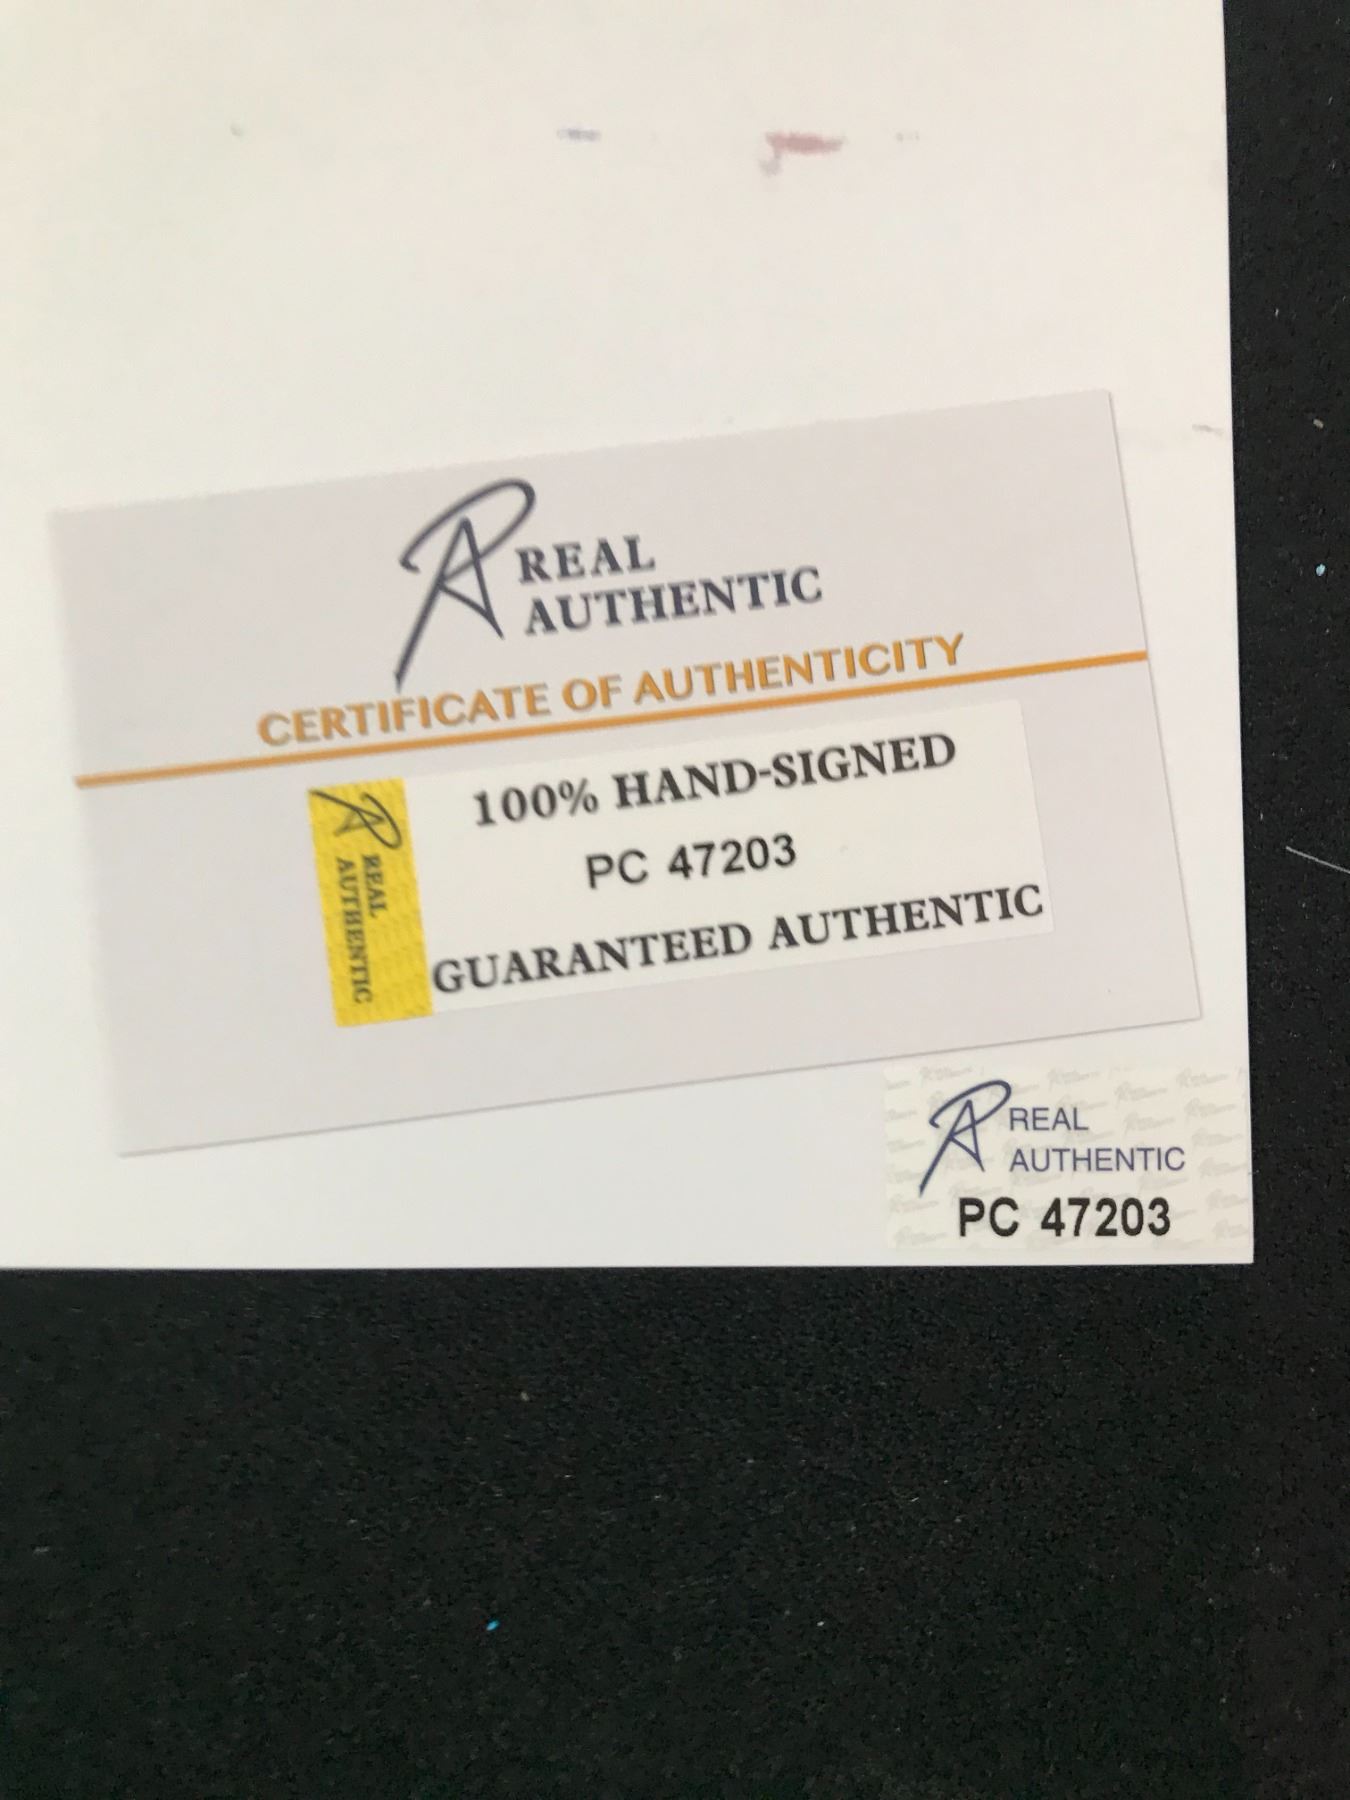 REAL
AUTHENTIC
CERTIFICATE OF AUTHENTICITY
100% HAND-SIGNED
PC 47203
GUARANTEED AUTHENTIC
REAL
AUTHENTIC
REAL
AUTHENTIC
PC 47203